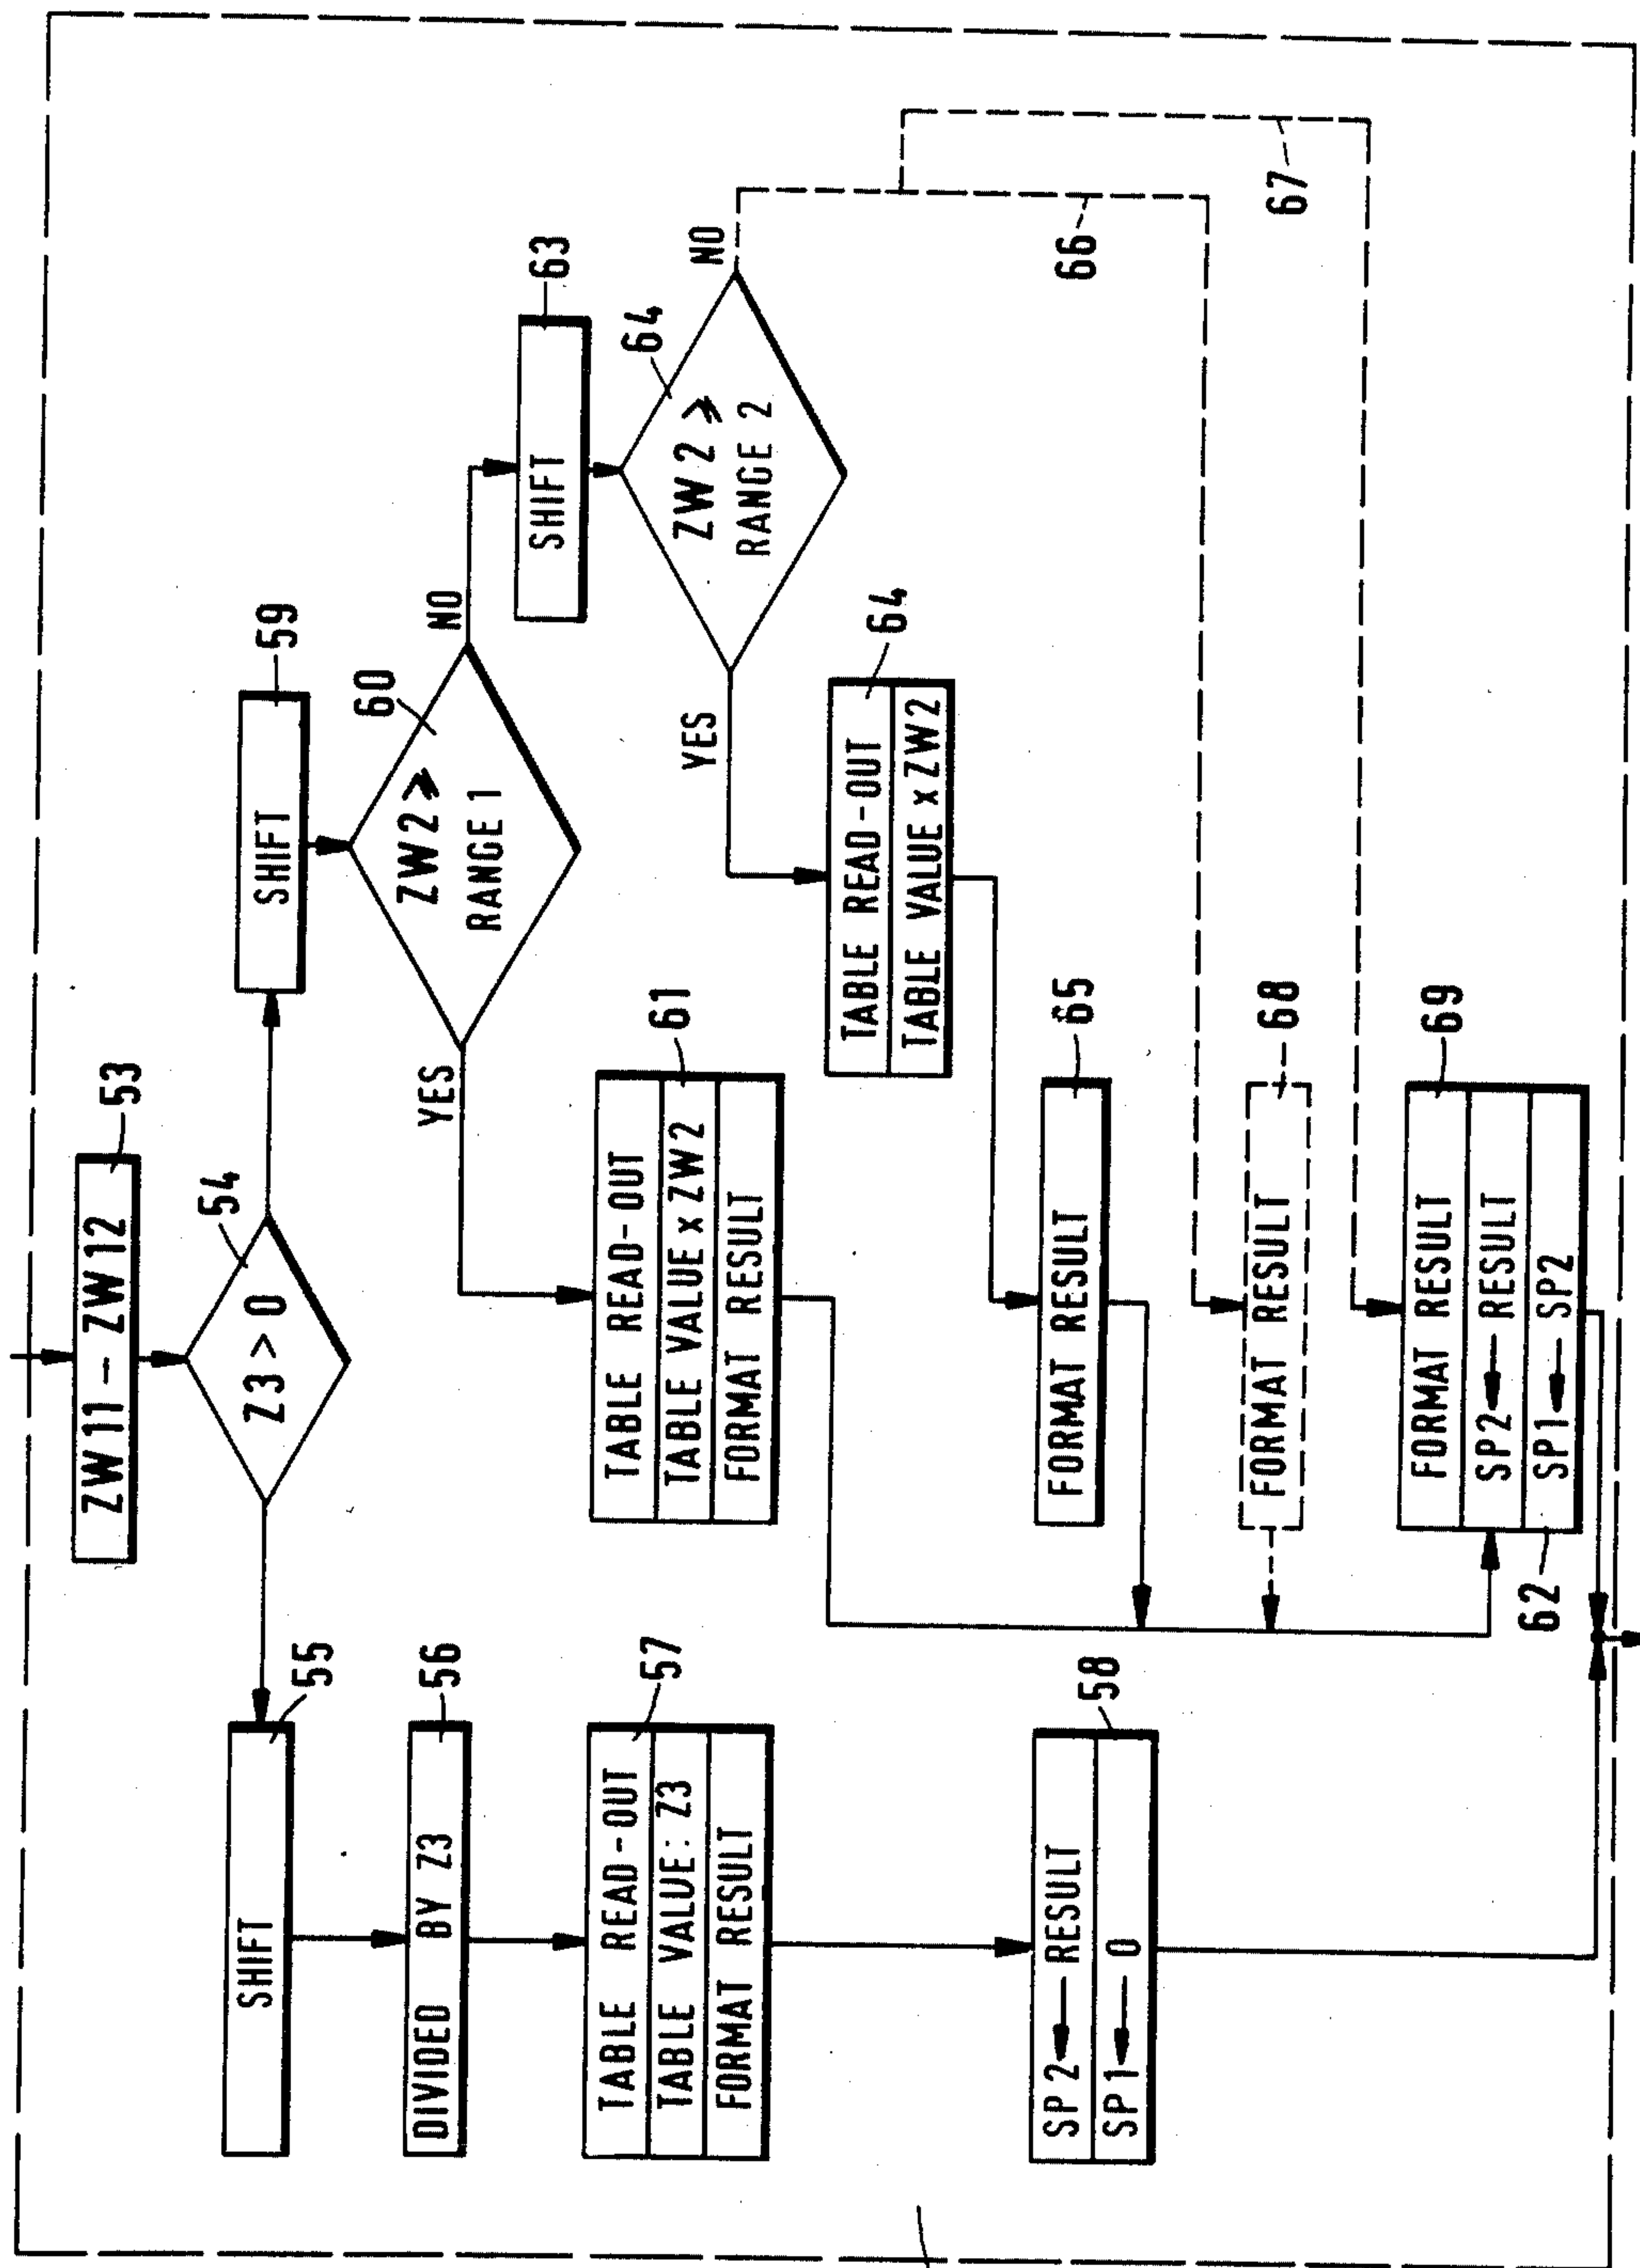 ZW11 - ZW12
53
Z3 > 0
54
SHIFT
55
SHIFT
59
DIVIDED BY Z3
56
ZW2 ⩾
RANGE 1
60
YES
NO
TABLE READ-OUT
TABLE VALUE: Z3
FORMAT RESULT
57
TABLE READ-OUT
TABLE VALUE x ZW2
FORMAT RESULT
61
SHIFT
63
ZW2 ⩾
RANGE 2
64
YES
NO
TABLE READ-OUT
TABLE VALUE x ZW2
64
SP2 ← RESULT
SP1 ← 0
58
FORMAT RESULT
65
66
67
FORMAT RESULT
68
FORMAT RESULT
SP2 ← RESULT
SP1 ← SP2
69
62